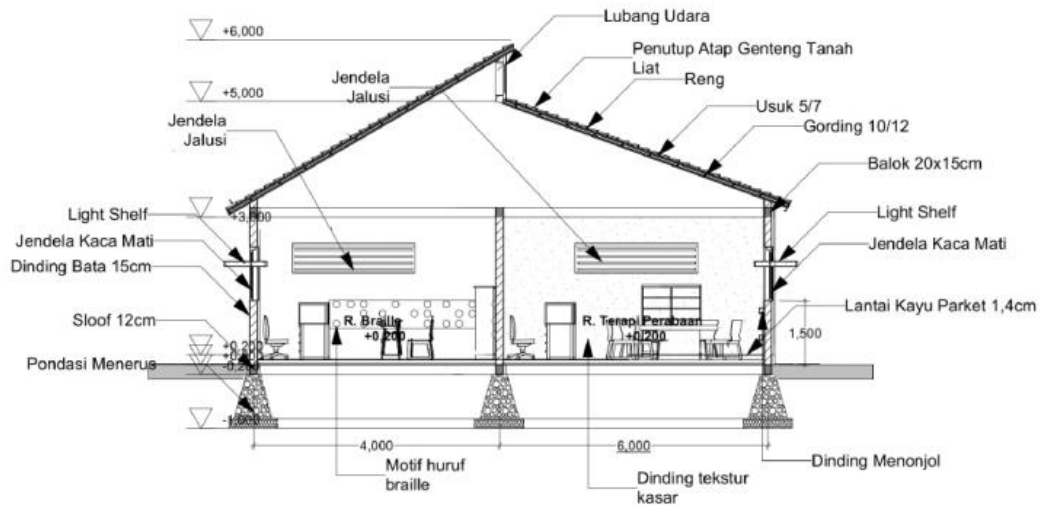 Lubang Udara
+6,000
Penutup Atap Genteng Tanah
Liat
Jendela
Jalusi
Reng
+5,000
Usuk 5/7
Jendela
Jalusi
Gording 10/12
Balok 20x15cm
Light Shelf
Light Shelf
Jendela Kaca Mati
Jendela Kaca Mati
Dinding Bata 15cm
Lantai Kayu Parket 1,4cm
Sloof 12cm
R. Braille
+0,200
R. Terapi Perabaan
+0,200
1,500
+0,200
-0,200
Pondasi Menerus
4,000
6,000
Motif huruf
braille
Dinding tekstur
kasar
Dinding Menonjol